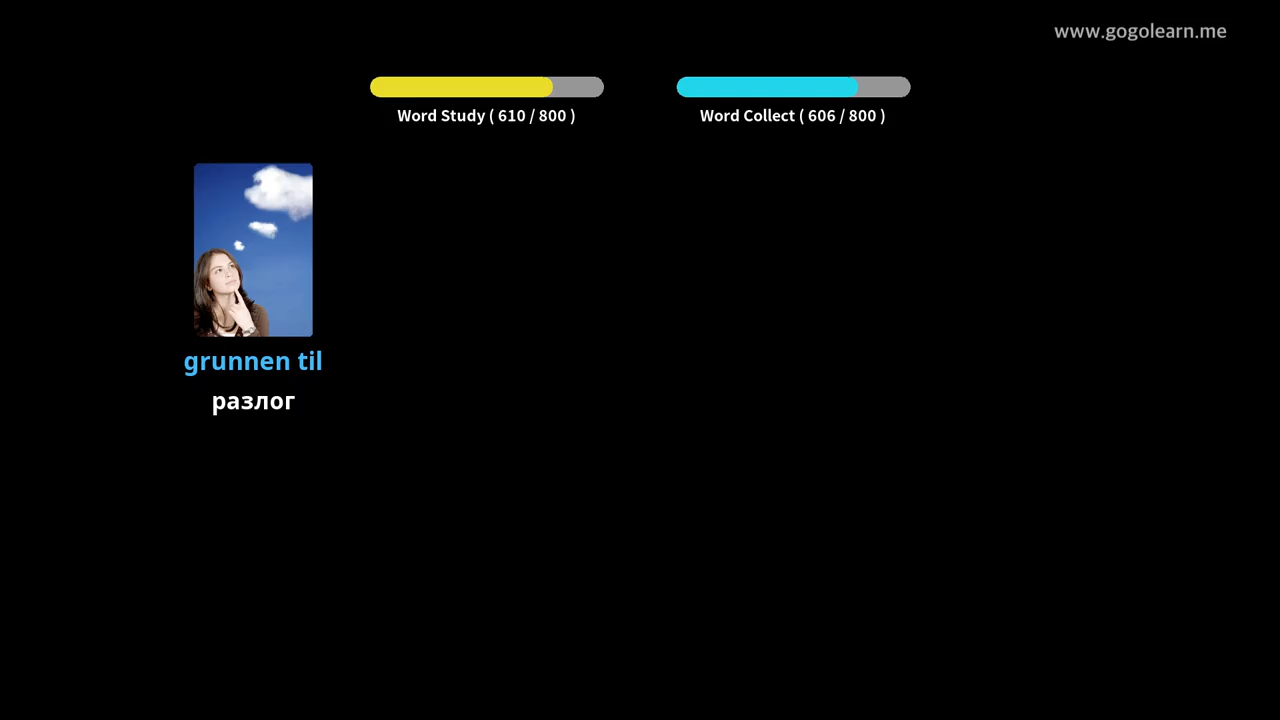 www.gogolearn.me
Word Study ( 610 / 800 )
Word Collect ( 606 / 800 )
grunnen til
разлог